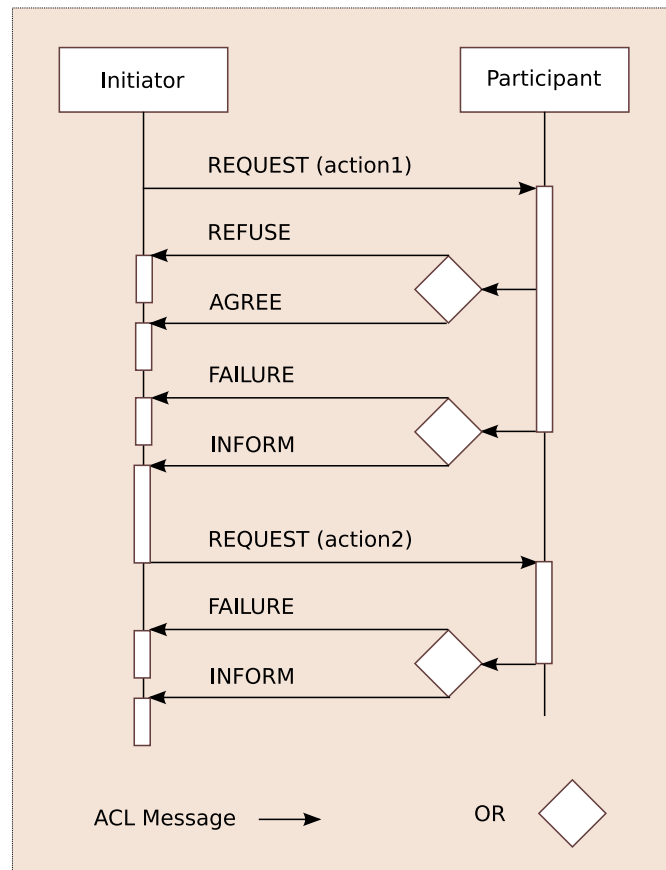 Initiator
Participant
REQUEST (action1)
REFUSE
AGREE
FAILURE
INFORM
REQUEST (action2)
FAILURE
INFORM
ACL Message
OR